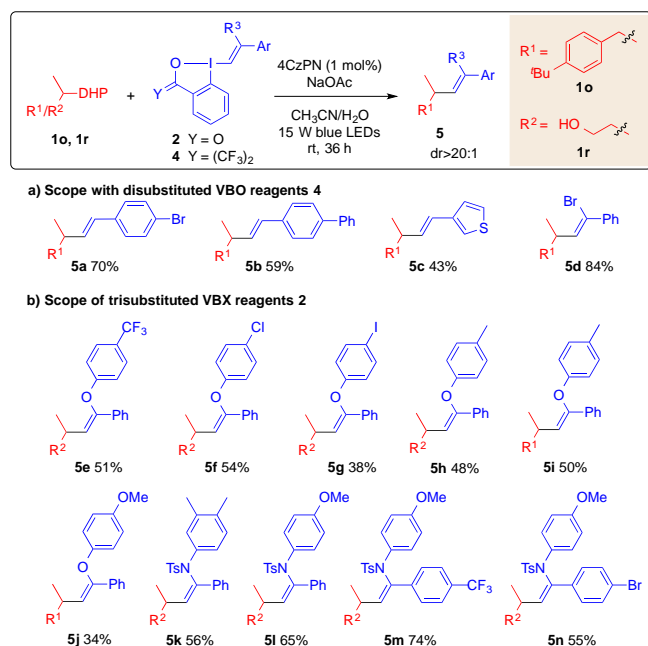 R³
Ar
O
I
Y
DHP
R¹/R²
+
1o, 1r
2 Y = O
4 Y = (CF₃)₂
4CzPN (1 mol%)
NaOAc
CH₃CN/H₂O
15 W blue LEDs
rt, 36 h
R³
Ar
R¹
5
dr>20:1
R¹ =
ᵗBu
1o
R² = HO
1r
a) Scope with disubstituted VBO reagents 4
Br
Ph
S
Br
Ph
R¹
R¹
R¹
R¹
5a 70%
5b 59%
5c 43%
5d 84%
b) Scope of trisubstituted VBX reagents 2
CF₃
Cl
I
O
O
O
O
O
Ph
Ph
Ph
Ph
Ph
R²
R²
R²
R²
R¹
5e 51%
5f 54%
5g 38%
5h 48%
5i 50%
OMe
OMe
OMe
OMe
O
TsN
TsN
TsN
TsN
Ph
Ph
Ph
CF₃
Br
R¹
R²
R²
R²
R²
5j 34%
5k 56%
5l 65%
5m 74%
5n 55%